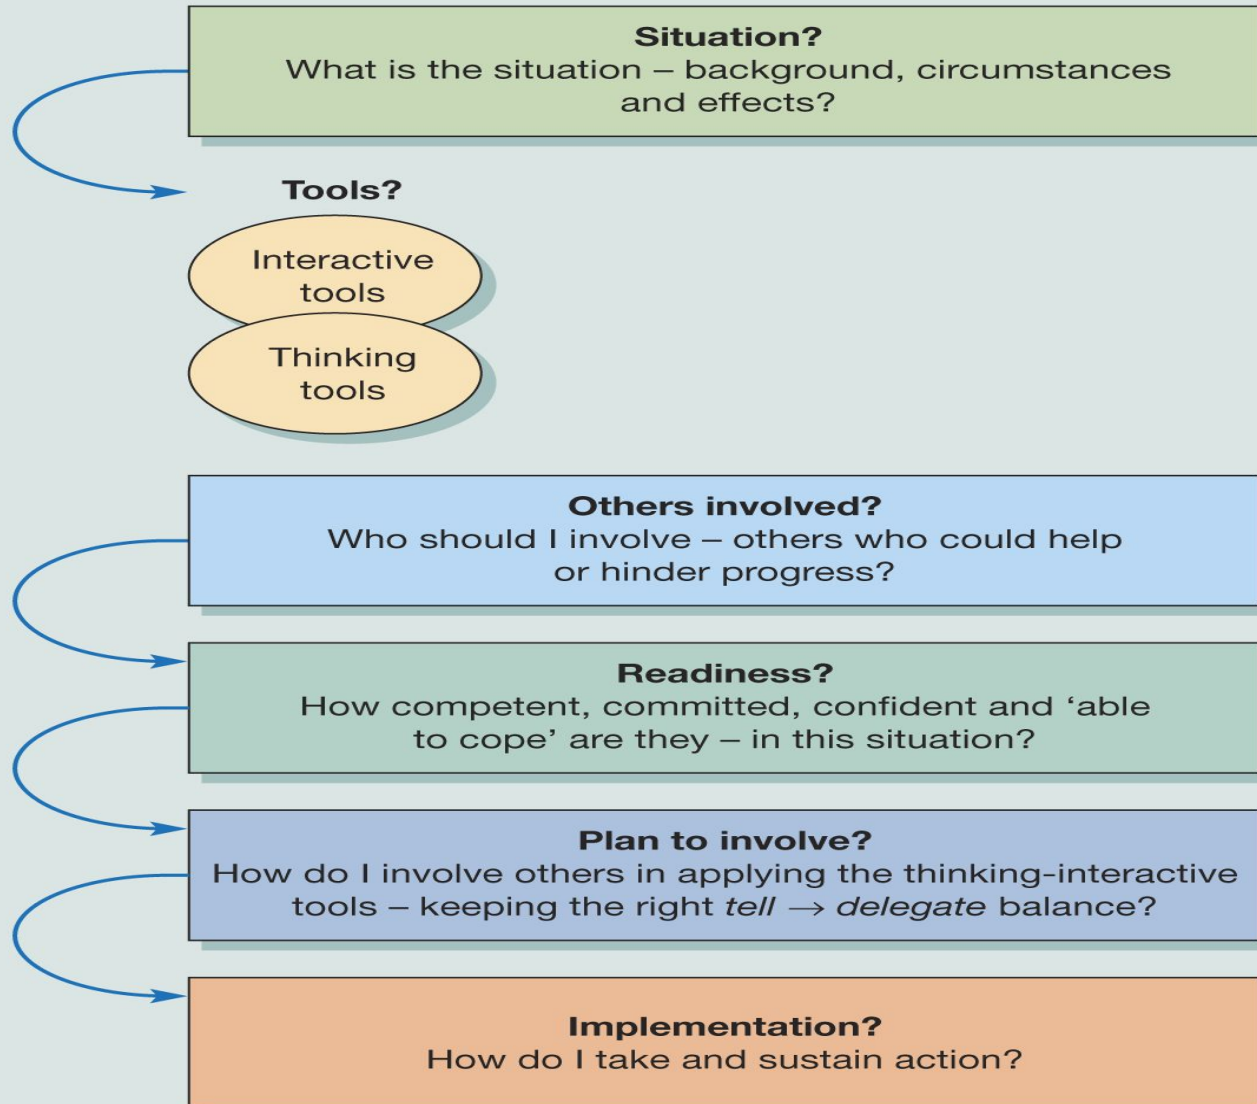 Situation?
What is the situation – background, circumstances
and effects?
Tools?
Interactive
tools
Thinking
tools
Others involved?
Who should I involve – others who could help
or hinder progress?
Readiness?
How competent, committed, confident and ‘able
to cope’ are they – in this situation?
Plan to involve?
How do I involve others in applying the thinking-interactive
tools – keeping the right tell → delegate balance?
Implementation?
How do I take and sustain action?